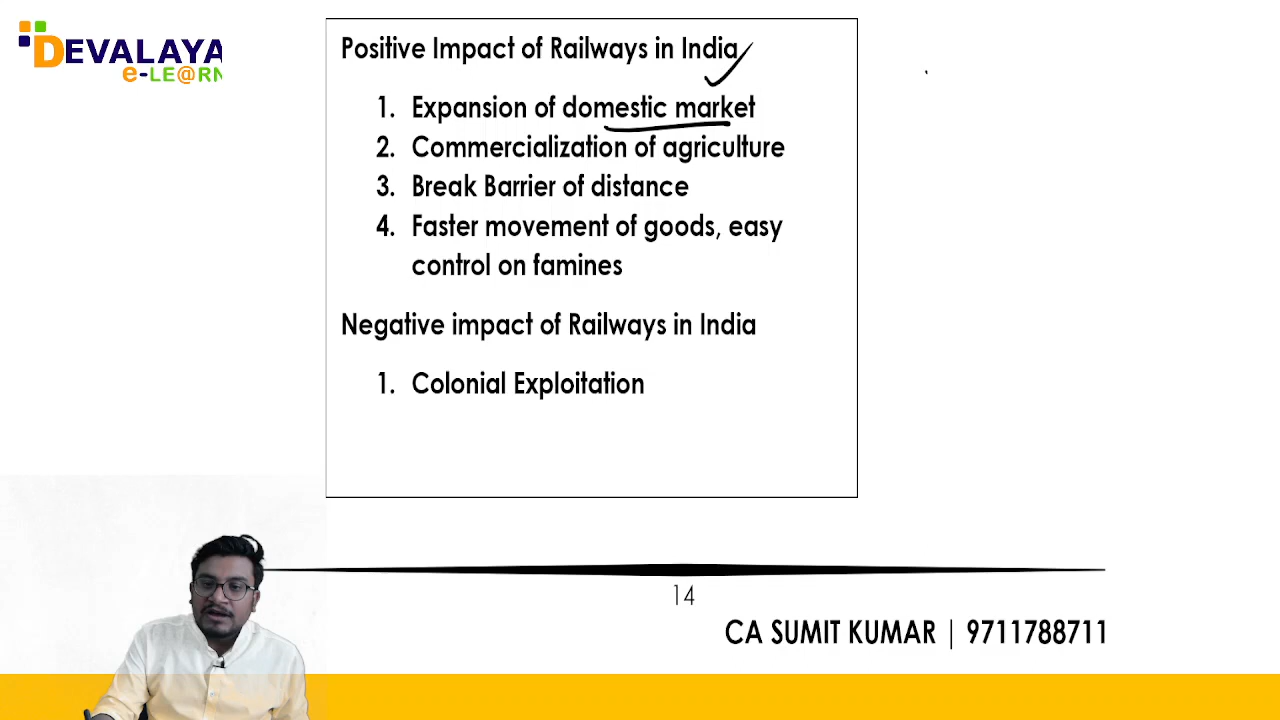 DEVALAYA
e-LE@RN
Positive Impact of Railways in India
1. Expansion of domestic market
2. Commercialization of agriculture
3. Break Barrier of distance
4. Faster movement of goods, easy
control on famines
Negative impact of Railways in India
1. Colonial Exploitation
14
CA SUMIT KUMAR | 9711788711